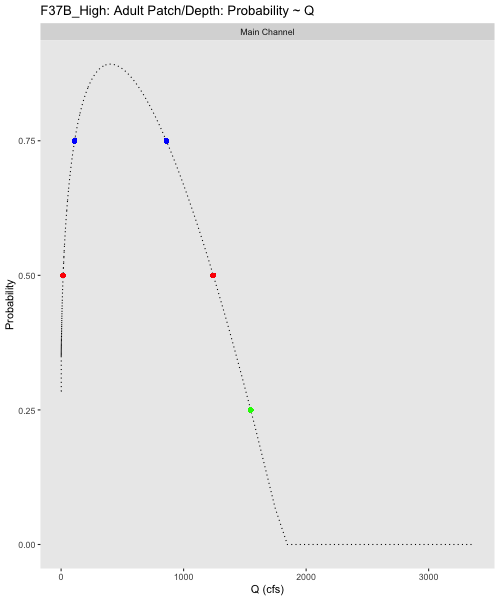 F37B_High: Adult Patch/Depth: Probability ~ Q
Main Channel
Probability
0.75
0.50
0.25
0.00
0 1000 2000 3000
Q (cfs)